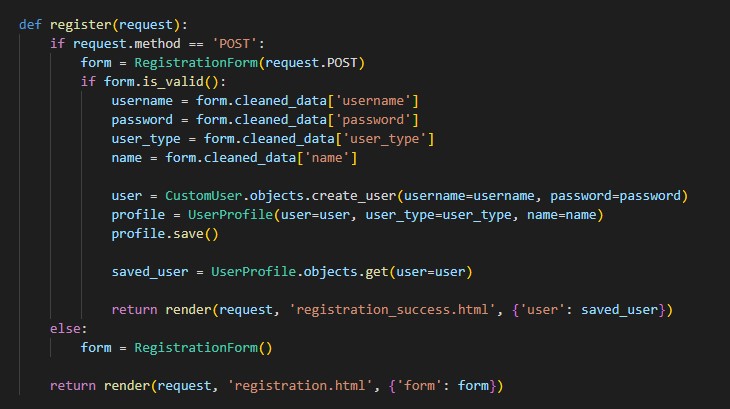 def register(request):
    if request.method == 'POST':
        form = RegistrationForm(request.POST)
        if form.is_valid():
            username = form.cleaned_data['username']
            password = form.cleaned_data['password']
            user_type = form.cleaned_data['user_type']
            name = form.cleaned_data['name']

            user = CustomUser.objects.create_user(username=username, password=password)
            profile = UserProfile(user=user, user_type=user_type, name=name)
            profile.save()

            saved_user = UserProfile.objects.get(user=user)

            return render(request, 'registration_success.html', {'user': saved_user})
    else:
        form = RegistrationForm()

    return render(request, 'registration.html', {'form': form})